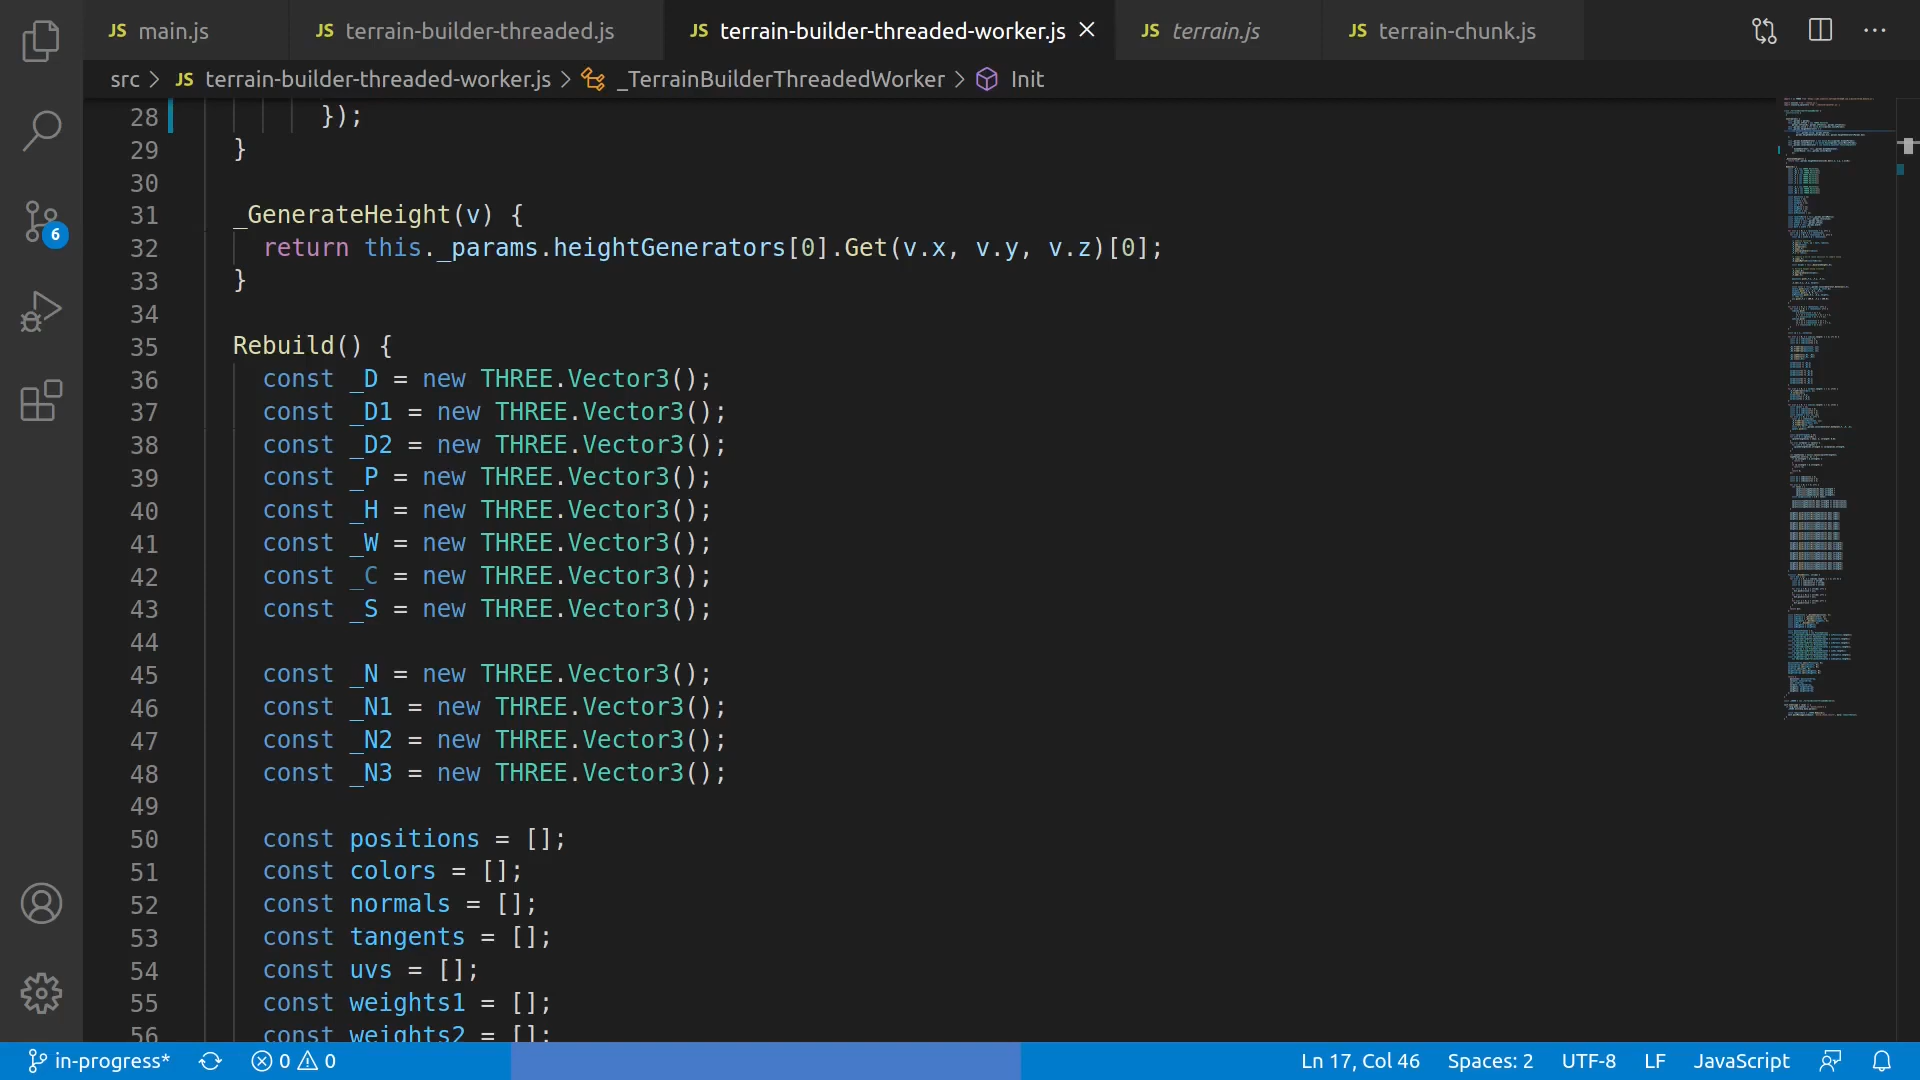 JS main.js JS terrain-builder-threaded.js JS terrain-builder-threaded-worker.js JS terrain.js JS terrain-chunk.js
src > JS terrain-builder-threaded-worker.js > _TerrainBuilderThreadedWorker > Init
28 });
29 }
30
31 _GenerateHeight(v) {
32 return this._params.heightGenerators[0].Get(v.x, v.y, v.z)[0];
33 }
34
35 Rebuild() {
36 const _D = new THREE.Vector3();
37 const _D1 = new THREE.Vector3();
38 const _D2 = new THREE.Vector3();
39 const _P = new THREE.Vector3();
40 const _H = new THREE.Vector3();
41 const _W = new THREE.Vector3();
42 const _C = new THREE.Vector3();
43 const _S = new THREE.Vector3();
44
45 const _N = new THREE.Vector3();
46 const _N1 = new THREE.Vector3();
47 const _N2 = new THREE.Vector3();
48 const _N3 = new THREE.Vector3();
49
50 const positions = [];
51 const colors = [];
52 const normals = [];
53 const tangents = [];
54 const uvs = [];
55 const weights1 = [];
56 const weights2 = [];
6
in-progress* 0 0 Ln 17, Col 46 Spaces: 2 UTF-8 LF JavaScript